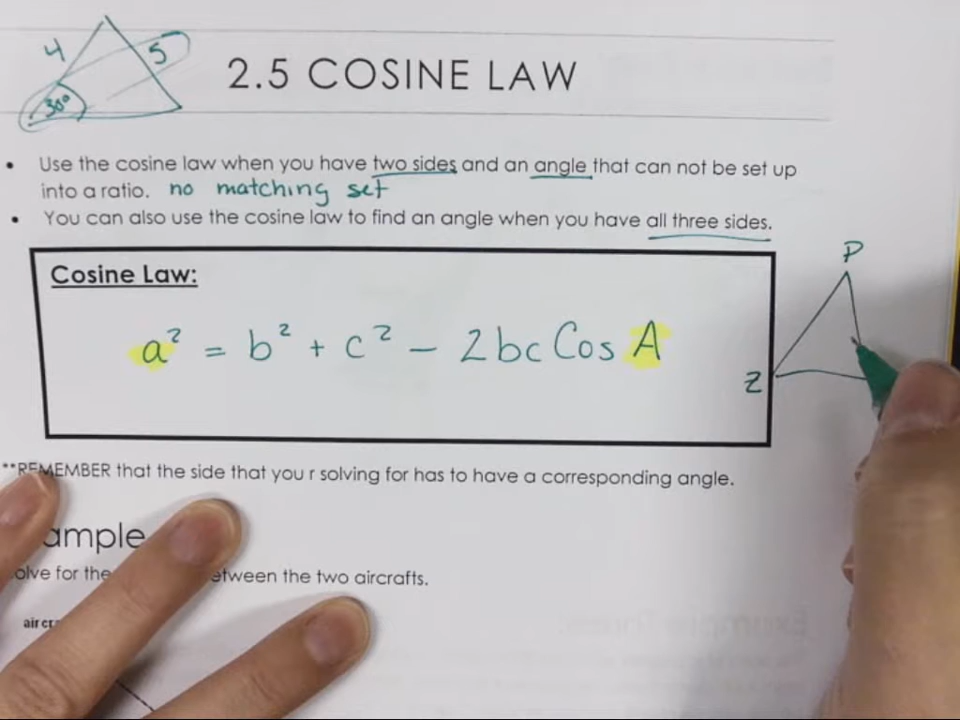 4 5
30°
2.5 COSINE LAW
• Use the cosine law when you have two sides and an angle that can not be set up
into a ratio. no matching set
• You can also use the cosine law to find an angle when you have all three sides.
P
Cosine Law:
a² = b² + c² - 2bc Cos A
Z
**REMEMBER that the side that you r solving for has to have a corresponding angle.
ample
olve for the etween the two aircrafts.
aircr